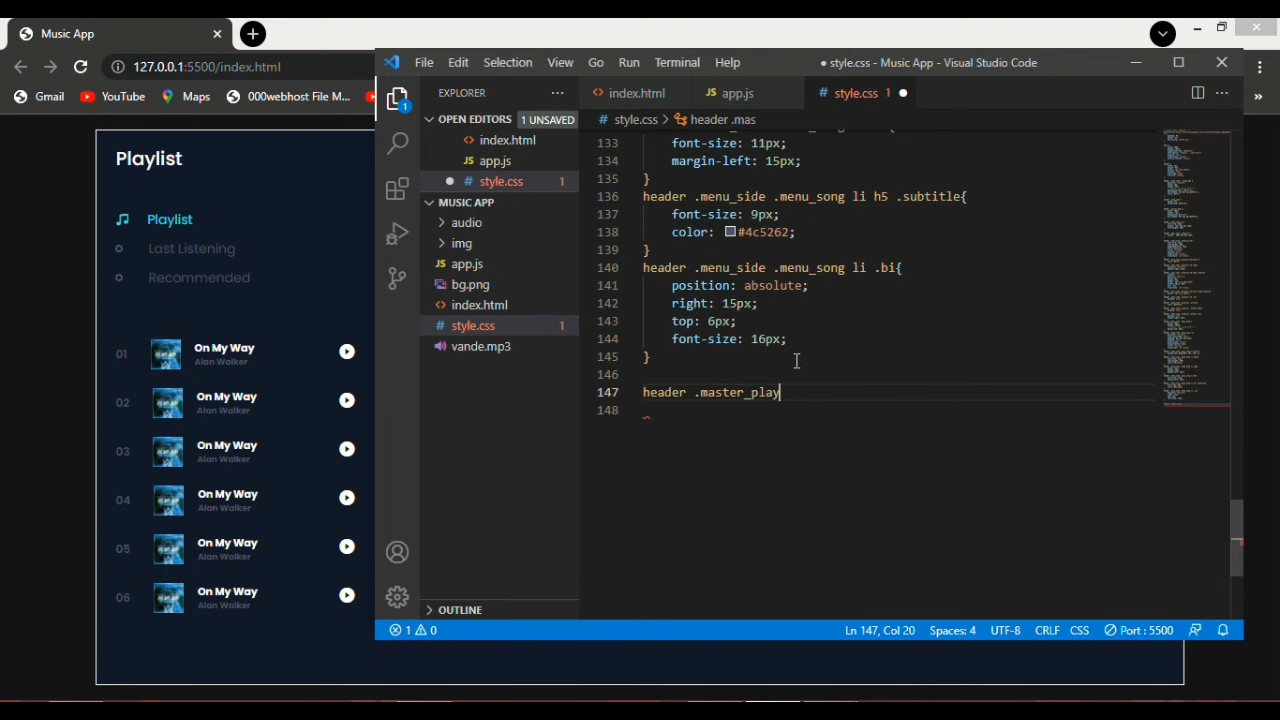 Music App
127.0.0.1:5500/index.html
Gmail YouTube Maps 000webhost File M...
File Edit Selection View Go Run Terminal Help
style.css - Music App - Visual Studio Code
EXPLORER
OPEN EDITORS 1 UNSAVED
index.html
app.js
style.css 1
MUSIC APP
audio
img
app.js
bg.png
index.html
style.css 1
vande.mp3
OUTLINE
1
index.html app.js style.css 1
style.css > header .mas
133 font-size: 11px;
134 margin-left: 15px;
135 }
136 header .menu_side .menu_song li h5 .subtitle{
137 font-size: 9px;
138 color: #4c5262;
139 }
140 header .menu_side .menu_song li .bi{
141 position: absolute;
142 right: 15px;
143 top: 6px;
144 font-size: 16px;
145 }
146
147 header .master_play
148
1 0 Ln 147, Col 20 Spaces: 4 UTF-8 CRLF CSS Port : 5500
Playlist
Playlist
Last Listening
Recommended
01 On My Way
Alan Walker
02 On My Way
Alan Walker
03 On My Way
Alan Walker
04 On My Way
Alan Walker
05 On My Way
Alan Walker
06 On My Way
Alan Walker